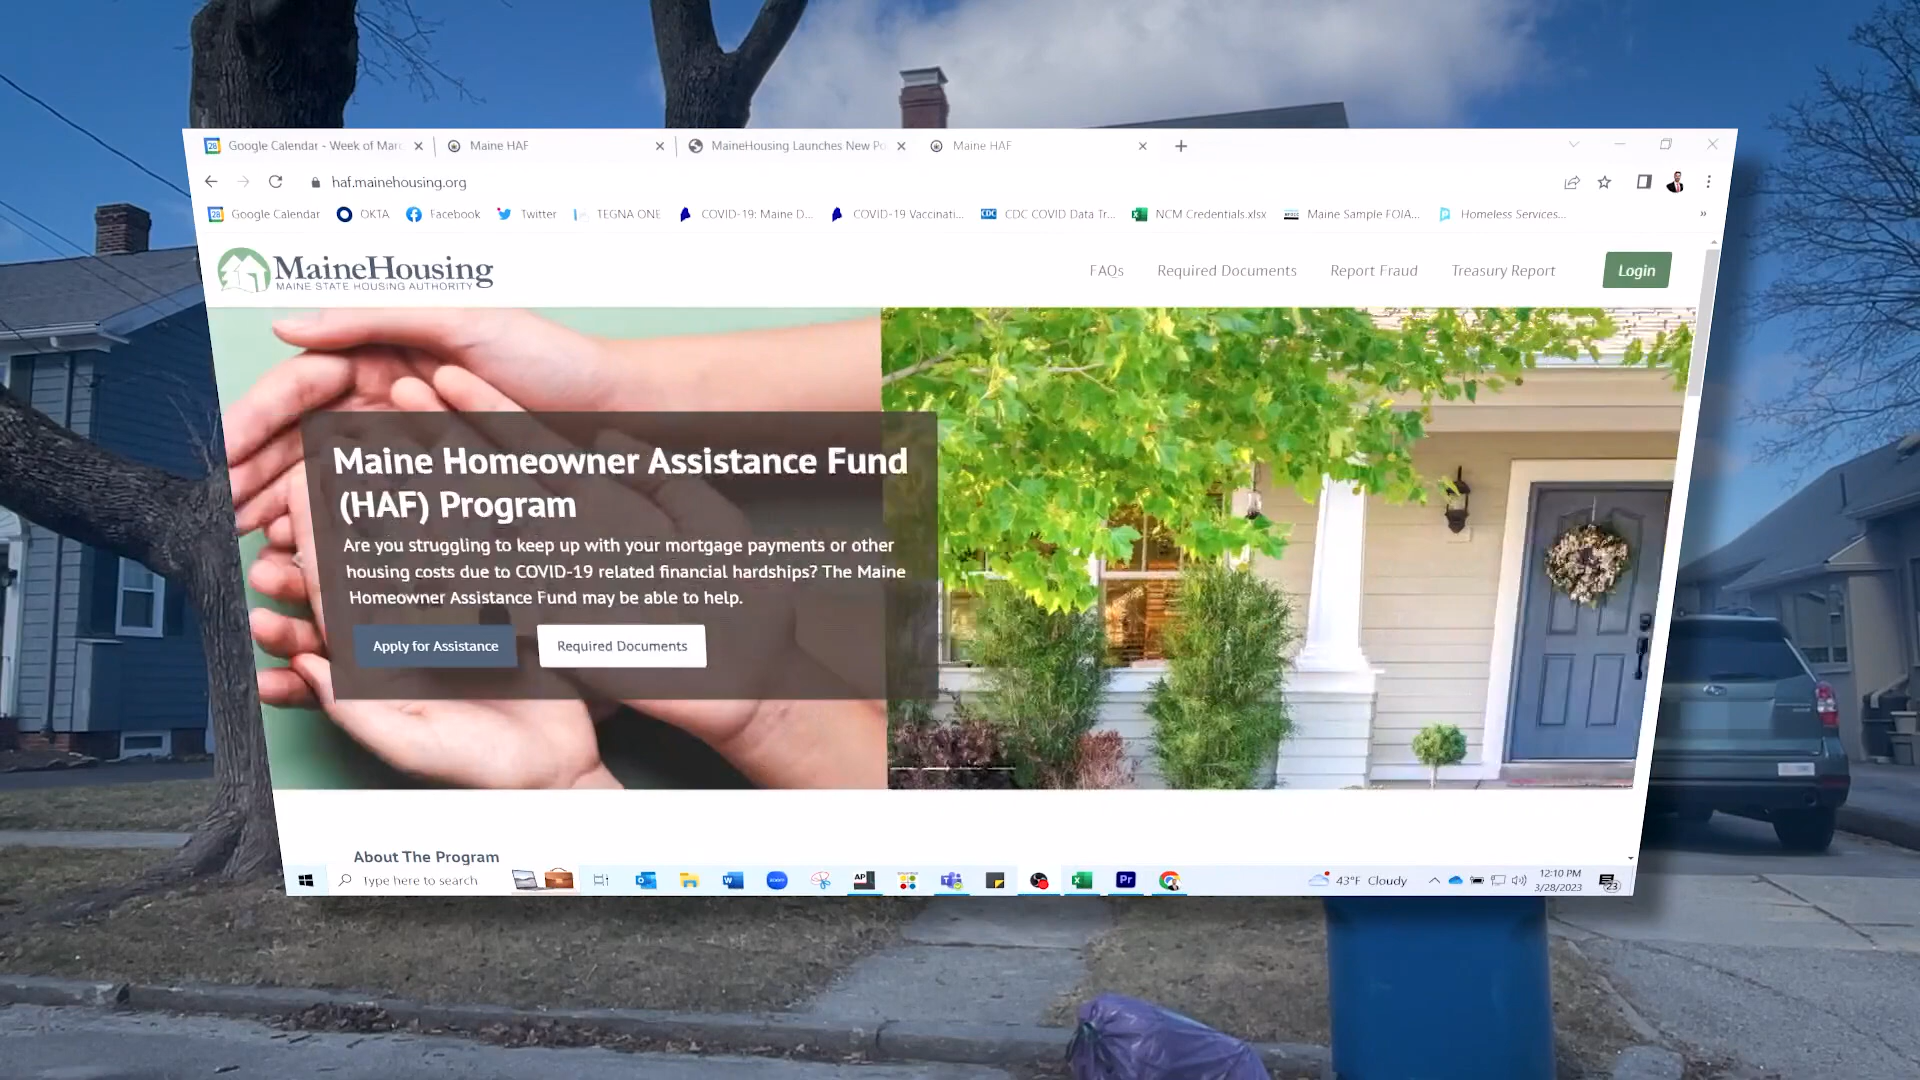 Google Calendar - Week of Marc
Maine HAF
MaineHousing Launches New Po
Maine HAF
haf.mainehousing.org
Google Calendar
OKTA
Facebook
Twitter
TEGNA ONE
COVID-19: Maine D...
COVID-19 Vaccinati...
CDC COVID Data Tr...
NCM Credentials.xlsx
Maine Sample FOIA...
Homeless Services...
MaineHousing
MAINE STATE HOUSING AUTHORITY
FAQs
Required Documents
Report Fraud
Treasury Report
Login
Maine Homeowner Assistance Fund
(HAF) Program
Are you struggling to keep up with your mortgage payments or other
housing costs due to COVID-19 related financial hardships? The Maine
Homeowner Assistance Fund may be able to help.
Apply for Assistance
Required Documents
About The Program
Type here to search
43°F Cloudy
12:10 PM
3/28/2023
23